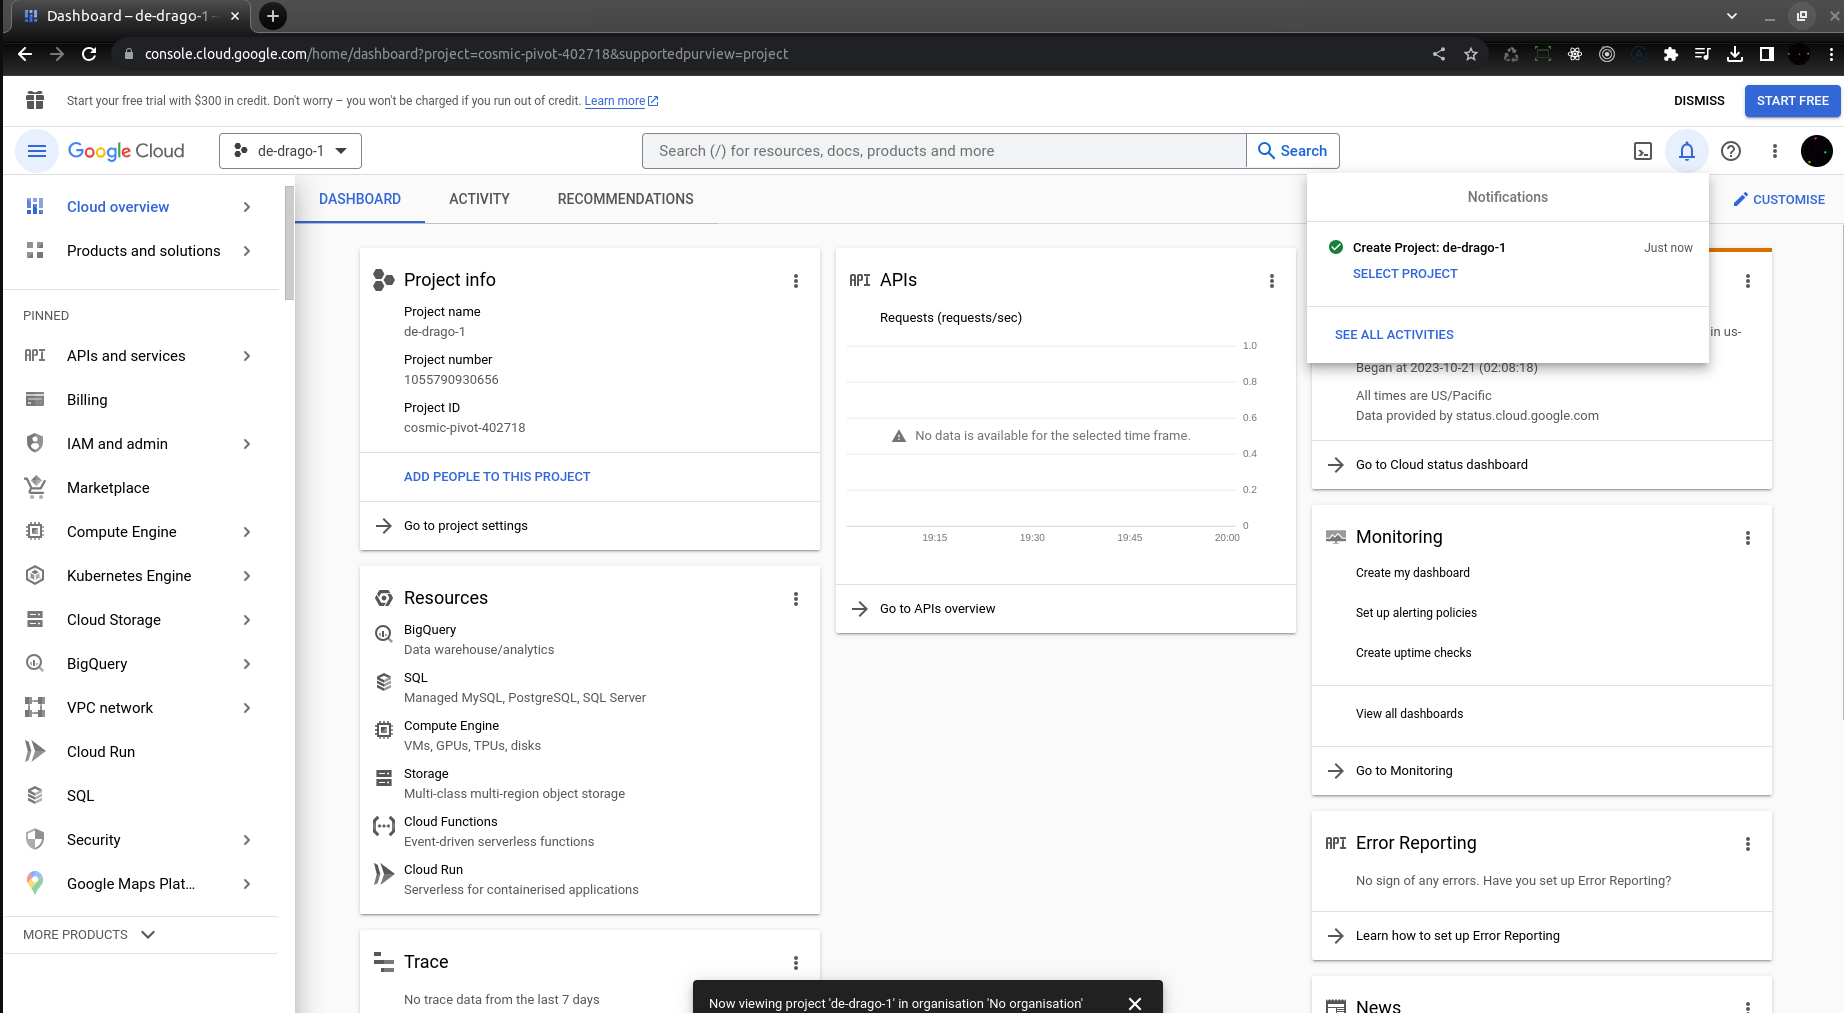 Dashboard – de-drago-1 –
console.cloud.google.com/home/dashboard?project=cosmic-pivot-402718&supportedpurview=project
Start your free trial with $300 in credit. Don't worry – you won't be charged if you run out of credit. Learn more
DISMISS
START FREE
Google Cloud
de-drago-1
Search (/) for resources, docs, products and more
Search
Cloud overview
Products and solutions
PINNED
API APIs and services
Billing
IAM and admin
Marketplace
Compute Engine
Kubernetes Engine
Cloud Storage
BigQuery
VPC network
Cloud Run
SQL
Security
Google Maps Plat...
MORE PRODUCTS
DASHBOARD
ACTIVITY
RECOMMENDATIONS
CUSTOMISE
Project info
Project name
de-drago-1
Project number
1055790930656
Project ID
cosmic-pivot-402718
ADD PEOPLE TO THIS PROJECT
Go to project settings
Resources
BigQuery
Data warehouse/analytics
SQL
Managed MySQL, PostgreSQL, SQL Server
Compute Engine
VMs, GPUs, TPUs, disks
Storage
Multi-class multi-region object storage
Cloud Functions
Event-driven serverless functions
Cloud Run
Serverless for containerised applications
Trace
No trace data from the last 7 days
API APIs
Requests (requests/sec)
1.0
0.8
0.6
No data is available for the selected time frame.
0.4
0.2
0
19:15
19:30
19:45
20:00
Go to APIs overview
Notifications
Create Project: de-drago-1
Just now
SELECT PROJECT
SEE ALL ACTIVITIES
in us-
Began at 2023-10-21 (02:08:18)
All times are US/Pacific
Data provided by status.cloud.google.com
Go to Cloud status dashboard
Monitoring
Create my dashboard
Set up alerting policies
Create uptime checks
View all dashboards
Go to Monitoring
API Error Reporting
No sign of any errors. Have you set up Error Reporting?
Learn how to set up Error Reporting
News
Now viewing project 'de-drago-1' in organisation 'No organisation'